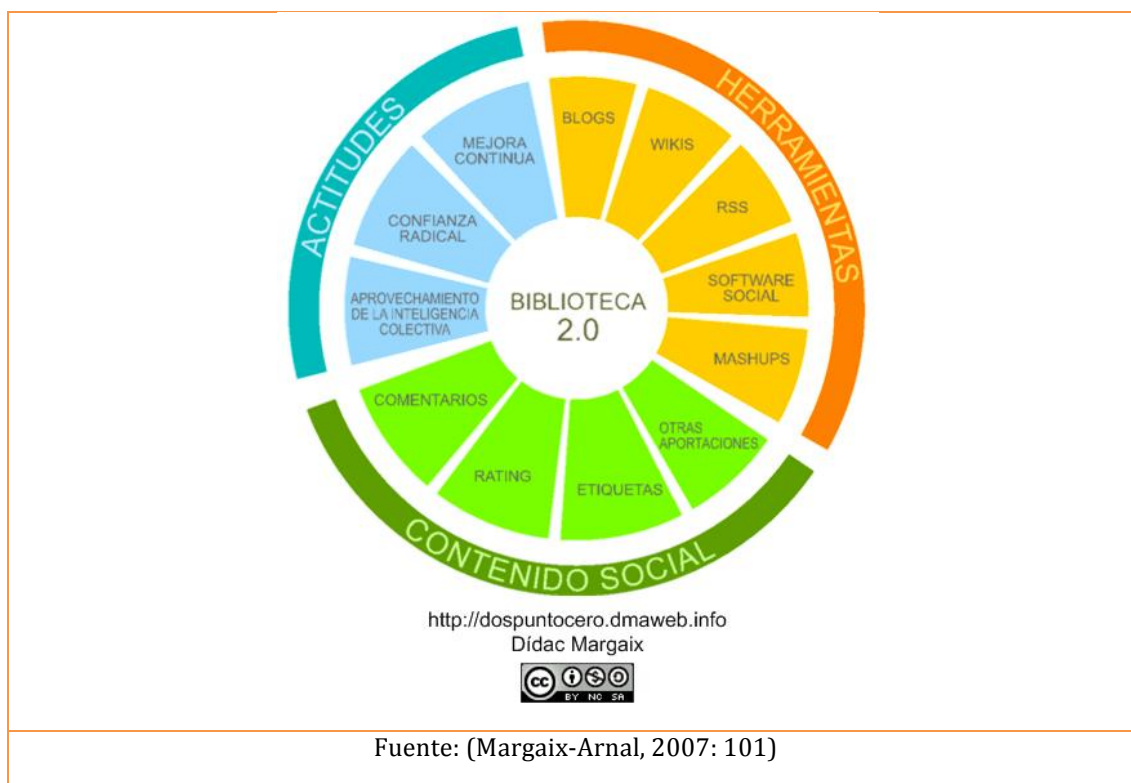 ACTITUDES
HERRAMIENTAS
CONTENIDO SOCIAL
BIBLIOTECA
2.0
MEJORA
CONTINUA
CONFIANZA
RADICAL
APROVECHAMIENTO
DE LA INTELIGENCIA
COLECTIVA
BLOGS
WIKIS
RSS
SOFTWARE
SOCIAL
MASHUPS
OTRAS
APORTACIONES
ETIQUETAS
RATING
COMENTARIOS
http://dospuntocero.dmaweb.info
Dídac Margaix
cc
BY NC SA
Fuente: (Margaix-Arnal, 2007: 101)